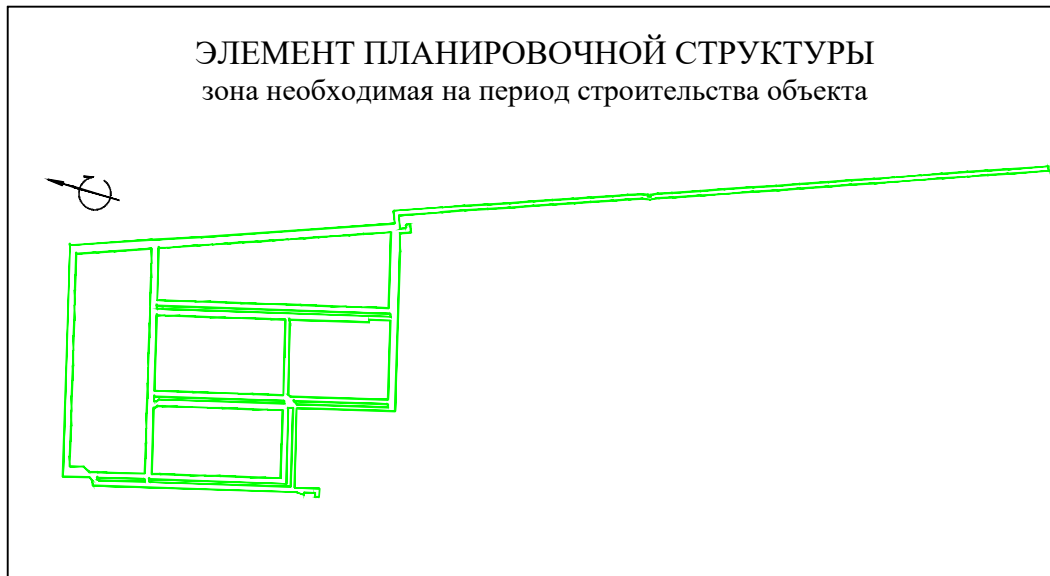 ЭЛЕМЕНТ ПЛАНИРОВОЧНОЙ СТРУКТУРЫ
зона необходимая на период строительства объекта
С